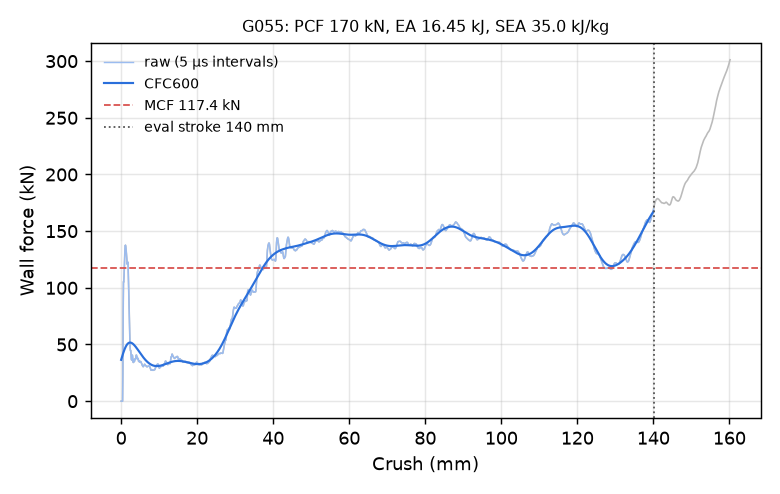 G055: PCF 170 kN, EA 16.45 kJ, SEA 35.0 kJ/kg
raw (5 µs intervals)
CFC600
MCF 117.4 kN
eval stroke 140 mm
Wall force (kN)
300
250
200
150
100
50
0
0 20 40 60 80 100 120 140 160
Crush (mm)